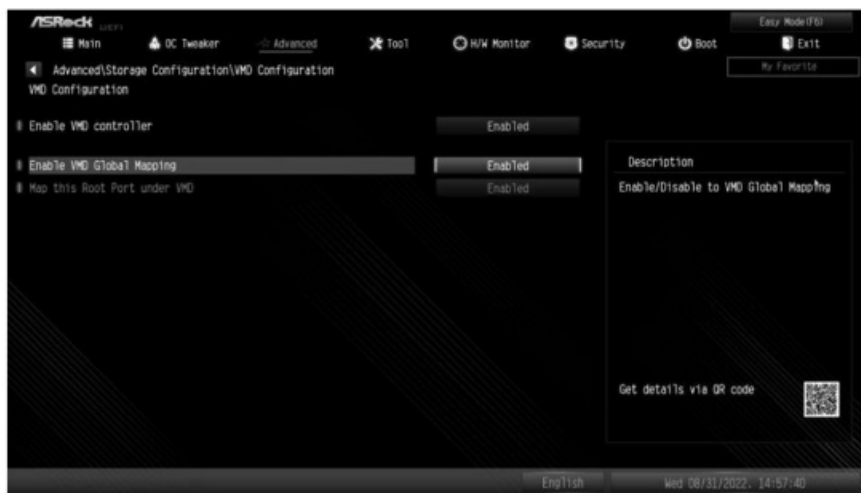 ASRock UEFI
Easy Mode(F6)
Main OC Tweaker Advanced Tool H/W Monitor Security Boot Exit
My Favorite
Advanced\Storage Configuration\VMD Configuration
VMD Configuration
Enable VMD controller Enabled
Enable VMD Global Mapping Enabled
Map this Root Port under VMD Enabled
Description
Enable/Disable to VMD Global Mapping
Get details via QR code
English Wed 08/31/2022, 14:57:40